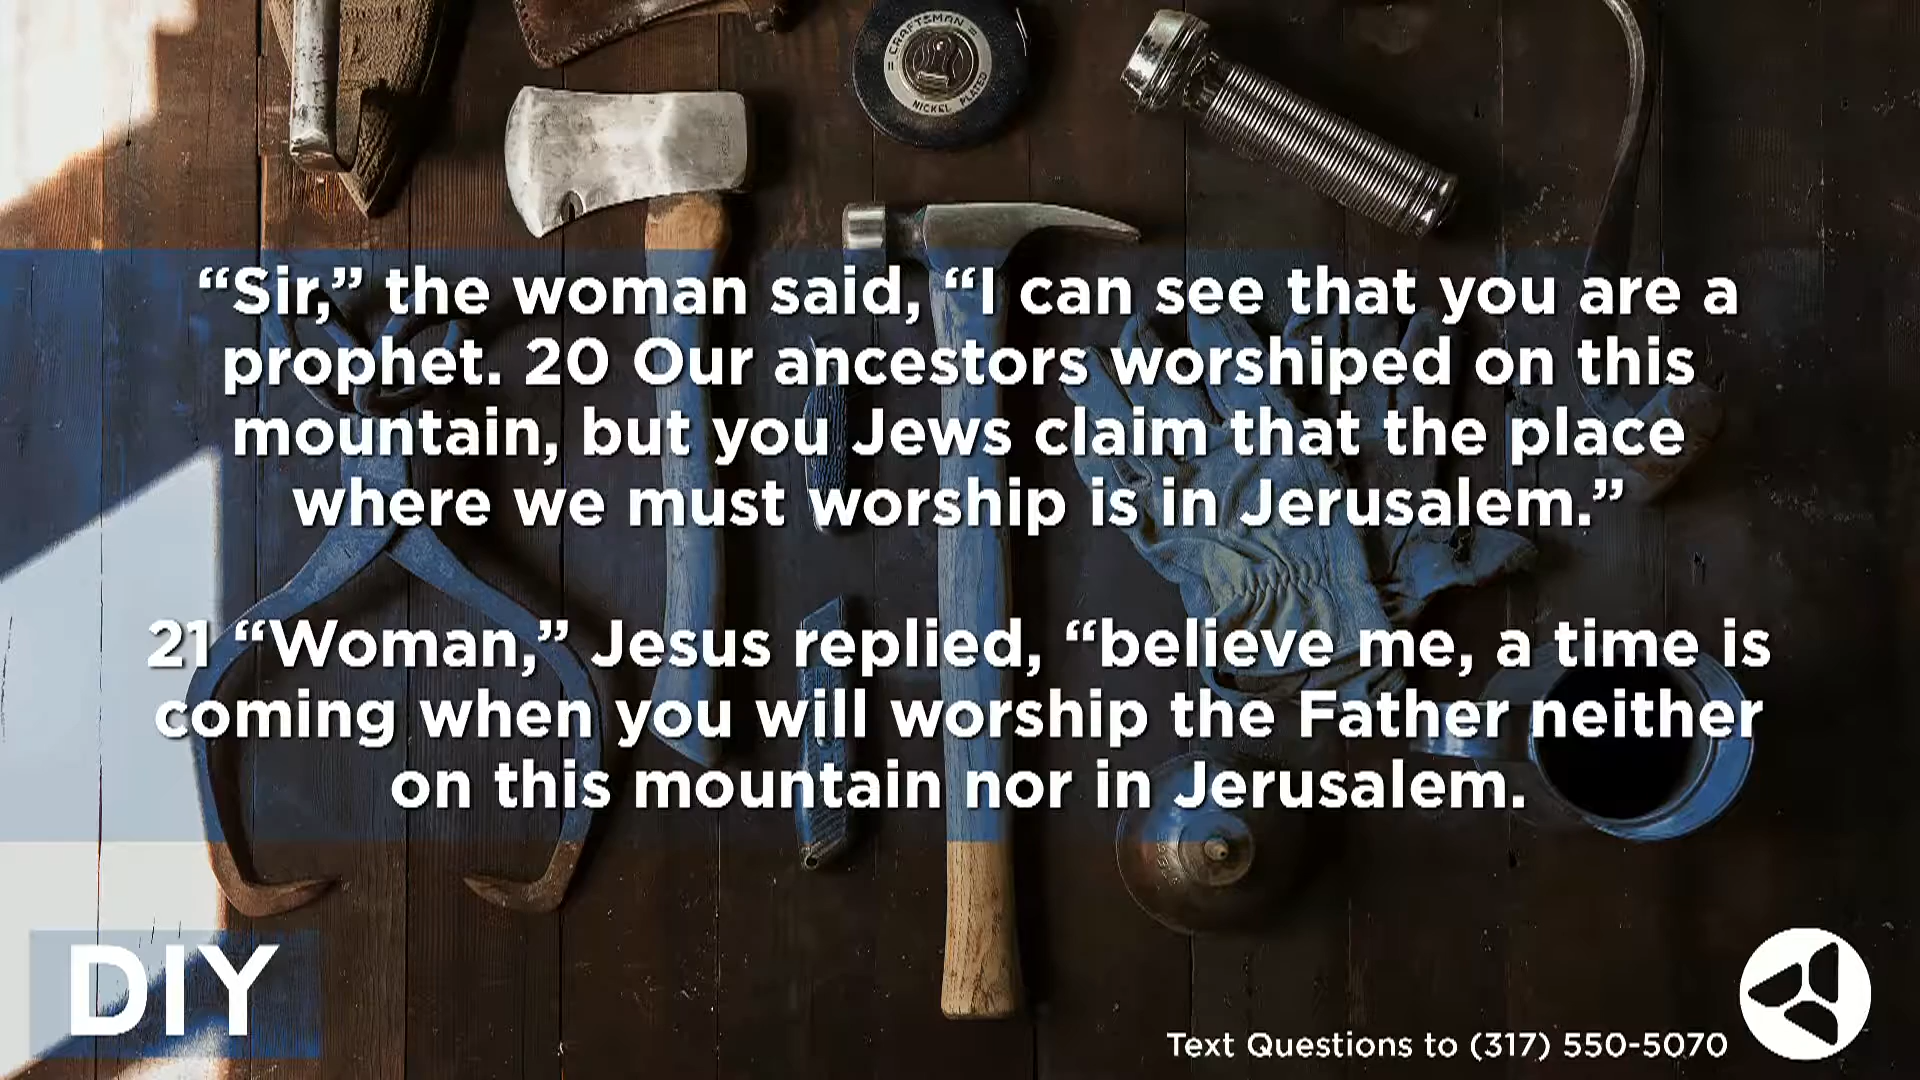 CRAFTSMAN
NICKEL PLATED
“Sir,” the woman said, “I can see that you are a
prophet. 20 Our ancestors worshiped on this
mountain, but you Jews claim that the place
where we must worship is in Jerusalem.”
21 “Woman,” Jesus replied, “believe me, a time is
coming when you will worship the Father neither
on this mountain nor in Jerusalem.
DIY
Text Questions to (317) 550-5070